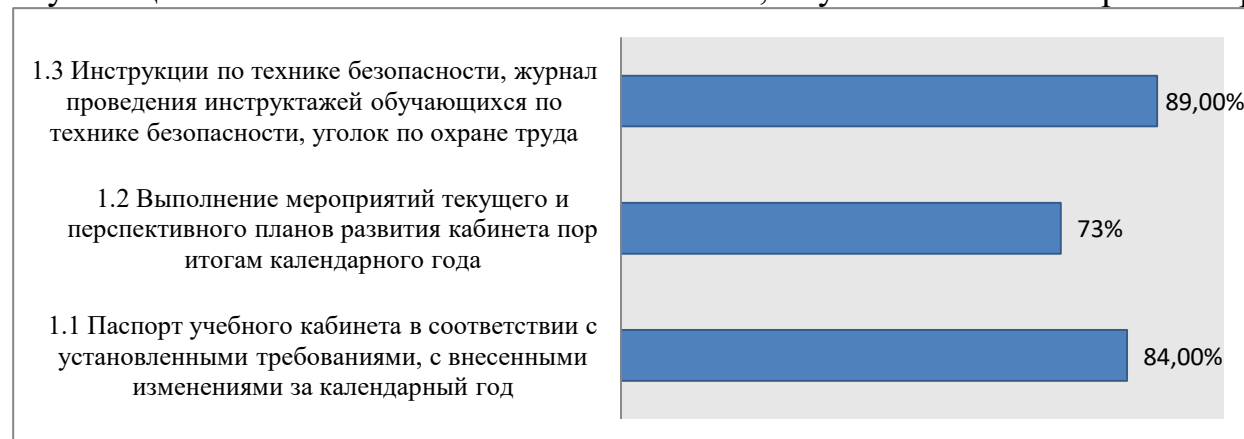 1.3 Инструкции по технике безопасности, журнал
проведения инструктажей обучающихся по
технике безопасности, уголок по охране труда
89,00%
1.2 Выполнение мероприятий текущего и
перспективного планов развития кабинета пор
итогам календарного года
73%
1.1 Паспорт учебного кабинета в соответствии с
установленными требованиями, с внесенными
изменениями за календарный год
84,00%